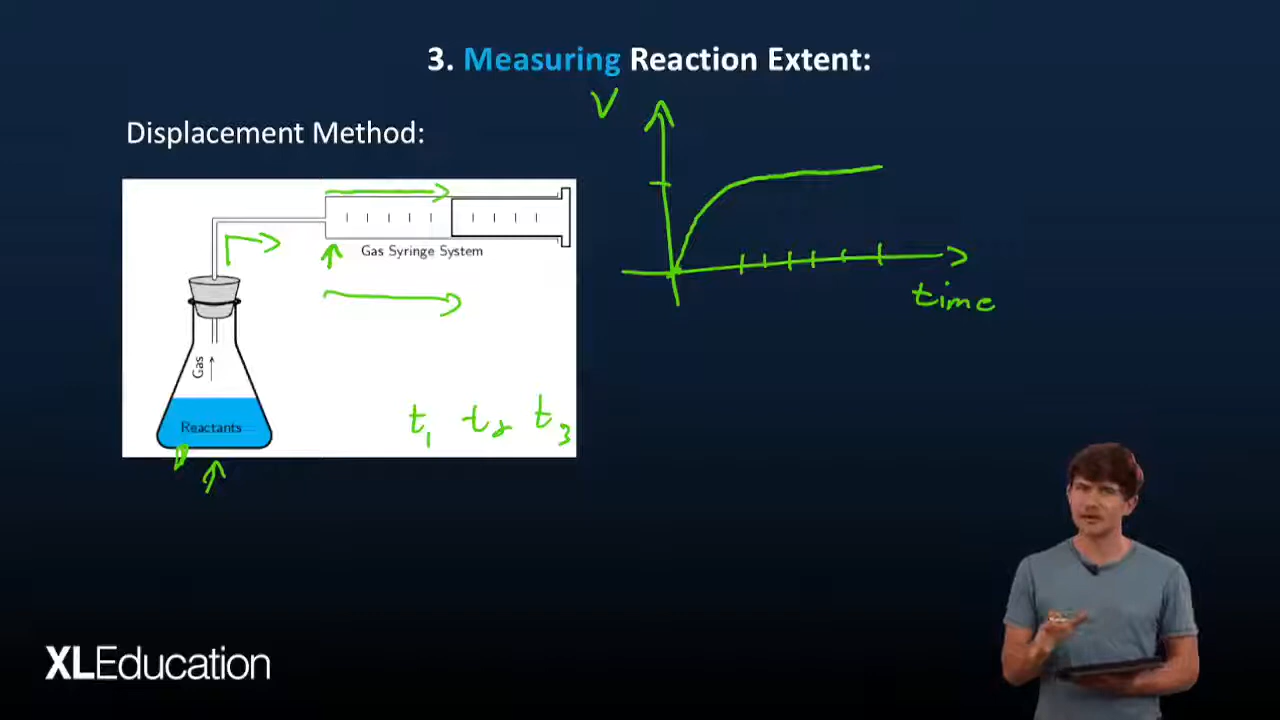 3. Measuring Reaction Extent:
V
Displacement Method:
Gas Syringe System
time
Gas
Reactants
t₁ t₂ t₃
XLEducation